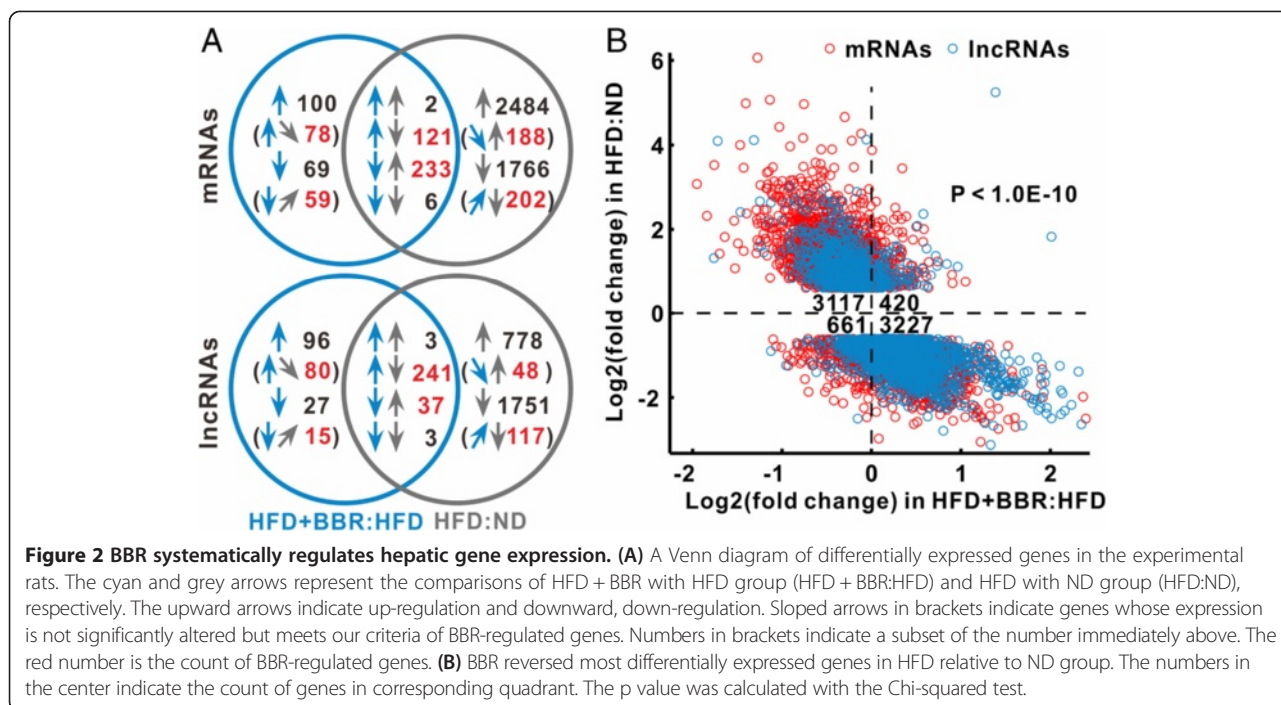 A
mRNAs
100
(78)
69
(59)
2
121
233
6
2484
(188)
1766
(202)
lncRNAs
96
(80)
27
(15)
3
241
37
3
778
(48)
1751
(117)
HFD+BBR:HFD HFD:ND
B
mRNAs lncRNAs
Log2(fold change) in HFD:ND
6
4
2
0
-2
P < 1.0E-10
3117 420
661 3227
-2 -1 0 1 2
Log2(fold change) in HFD+BBR:HFD
Figure 2 BBR systematically regulates hepatic gene expression. (A) A Venn diagram of differentially expressed genes in the experimental
rats. The cyan and grey arrows represent the comparisons of HFD + BBR with HFD group (HFD + BBR:HFD) and HFD with ND group (HFD:ND),
respectively. The upward arrows indicate up-regulation and downward, down-regulation. Sloped arrows in brackets indicate genes whose expression
is not significantly altered but meets our criteria of BBR-regulated genes. Numbers in brackets indicate a subset of the number immediately above. The
red number is the count of BBR-regulated genes. (B) BBR reversed most differentially expressed genes in HFD relative to ND group. The numbers in
the center indicate the count of genes in corresponding quadrant. The p value was calculated with the Chi-squared test.